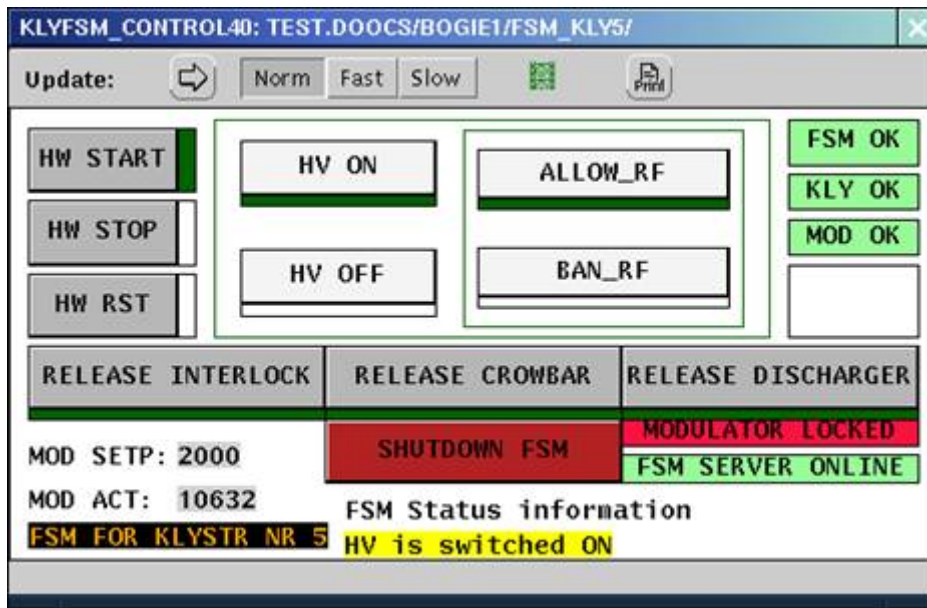 KLYFSM_CONTROL40: TEST.DOOCS/BOGIE1/FSM_KLY5/
Update: Norm Fast Slow Print
HW START
HV ON
ALLOW_RF
FSM OK
KLY OK
HW STOP
MOD OK
HV OFF
BAN_RF
HW RST
RELEASE INTERLOCK RELEASE CROWBAR RELEASE DISCHARGER
MODULATOR LOCKED
SHUTDOWN FSM
MOD SETP: 2000
FSM SERVER ONLINE
MOD ACT: 10632
FSM Status information
FSM FOR KLYSTR NR 5
HV is switched ON